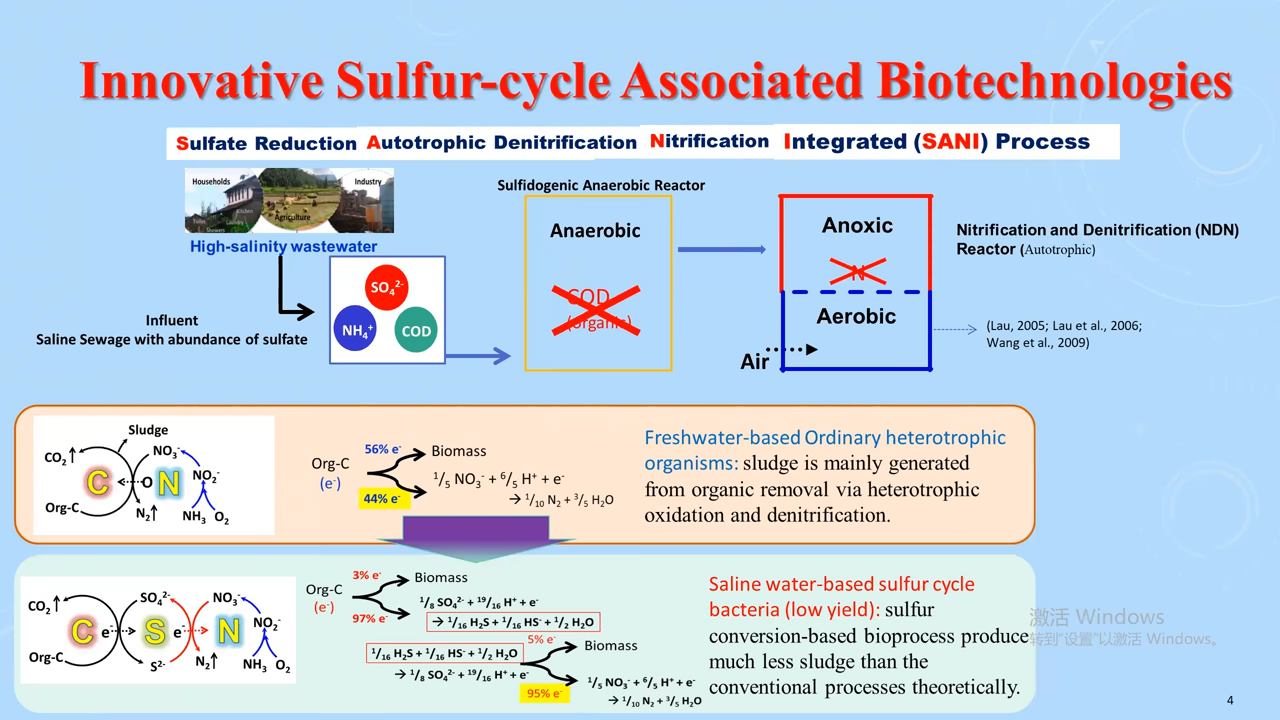 Innovative Sulfur-cycle Associated Biotechnologies
Sulfate Reduction Autotrophic Denitrification Nitrification Integrated (SANI) Process
Households
Industry
Agriculture
Kitchen
Toilet
Laundry
Showers
High-salinity wastewater
Influent
Saline Sewage with abundance of sulfate
SO₄²⁻
NH₄⁺
COD
Sulfidogenic Anaerobic Reactor
Anaerobic
COD
(organic)
Anoxic
N
Aerobic
Air
Nitrification and Denitrification (NDN)
Reactor (Autotrophic)
(Lau, 2005; Lau et al., 2006;
Wang et al., 2009)
Sludge
CO₂
NO₃⁻
C
O
N
NO₂⁻
Org-C
N₂
NH₃
O₂
Org-C
(e⁻)
56% e⁻
Biomass
44% e⁻
¹/₅ NO₃⁻ + ⁶/₅ H⁺ + e⁻
→ ¹/₁₀ N₂ + ³/₅ H₂O
Freshwater-based Ordinary heterotrophic
organisms: sludge is mainly generated
from organic removal via heterotrophic
oxidation and denitrification.
CO₂
SO₄²⁻
NO₃⁻
C
e⁻
S
e⁻
N
NO₂⁻
Org-C
S²⁻
N₂
NH₃
O₂
Org-C
(e⁻)
3% e⁻
Biomass
97% e⁻
¹/₈ SO₄²⁻ + ¹⁹/₁₆ H⁺ + e⁻
→ ¹/₁₆ H₂S + ¹/₁₆ HS⁻ + ¹/₂ H₂O
¹/₁₆ H₂S + ¹/₁₆ HS⁻ + ¹/₂ H₂O
→ ¹/₈ SO₄²⁻ + ¹⁹/₁₆ H⁺ + e⁻
5% e⁻
Biomass
95% e⁻
¹/₅ NO₃⁻ + ⁶/₅ H⁺ + e⁻
→ ¹/₁₀ N₂ + ³/₅ H₂O
Saline water-based sulfur cycle
bacteria (low yield): sulfur
conversion-based bioprocess produce
much less sludge than the
conventional processes theoretically.
激活 Windows
转到"设置"以激活 Windows。
4